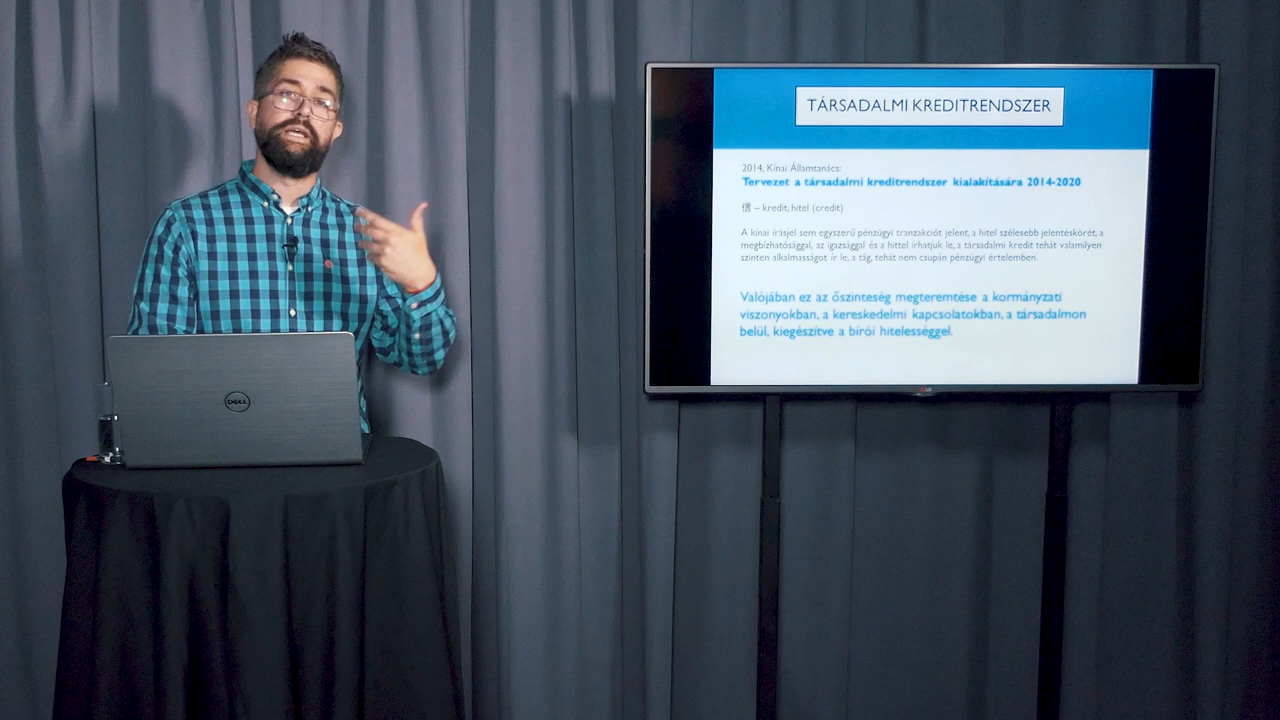 TÁRSADALMI KREDITRENDSZER
2014, Kínai Államtanács:
Tervezet a társadalmi kreditrendszer kialakítására 2014-2020
信 – kredit, hitel (credit)
A kínai írásjel sem egyszerű pénzügyi tranzakciót jelent, a hitel szélesebb jelentéskörét, a
megbízhatósággal, az igazsággal és a hittel írhatjuk le, a társadalmi kredit tehát valamilyen
szinten alkalmasságot ír le, a tág, tehát nem csupán pénzügyi értelemben.
Valójában ez az őszinteség megteremtése a kormányzati
viszonyokban, a kereskedelmi kapcsolatokban, a társadalmon
belül, kiegészítve a bírói hitelességgel.
LG
DELL